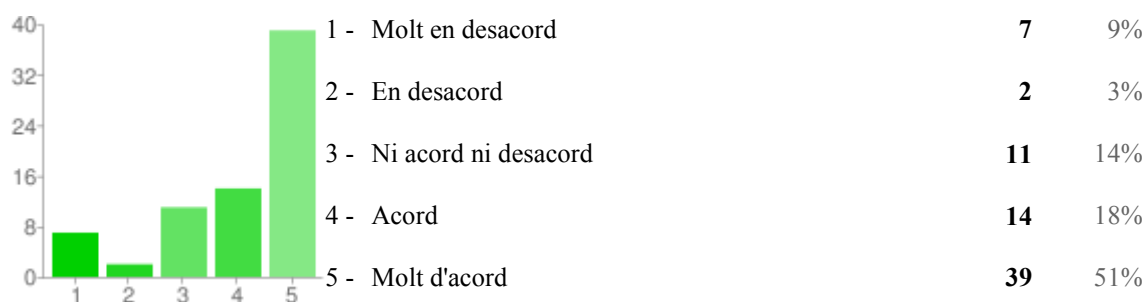 40
32
24
16
8
0
1 2 3 4 5
1 - Molt en desacord 7 9%
2 - En desacord 2 3%
3 - Ni acord ni desacord 11 14%
4 - Acord 14 18%
5 - Molt d'acord 39 51%